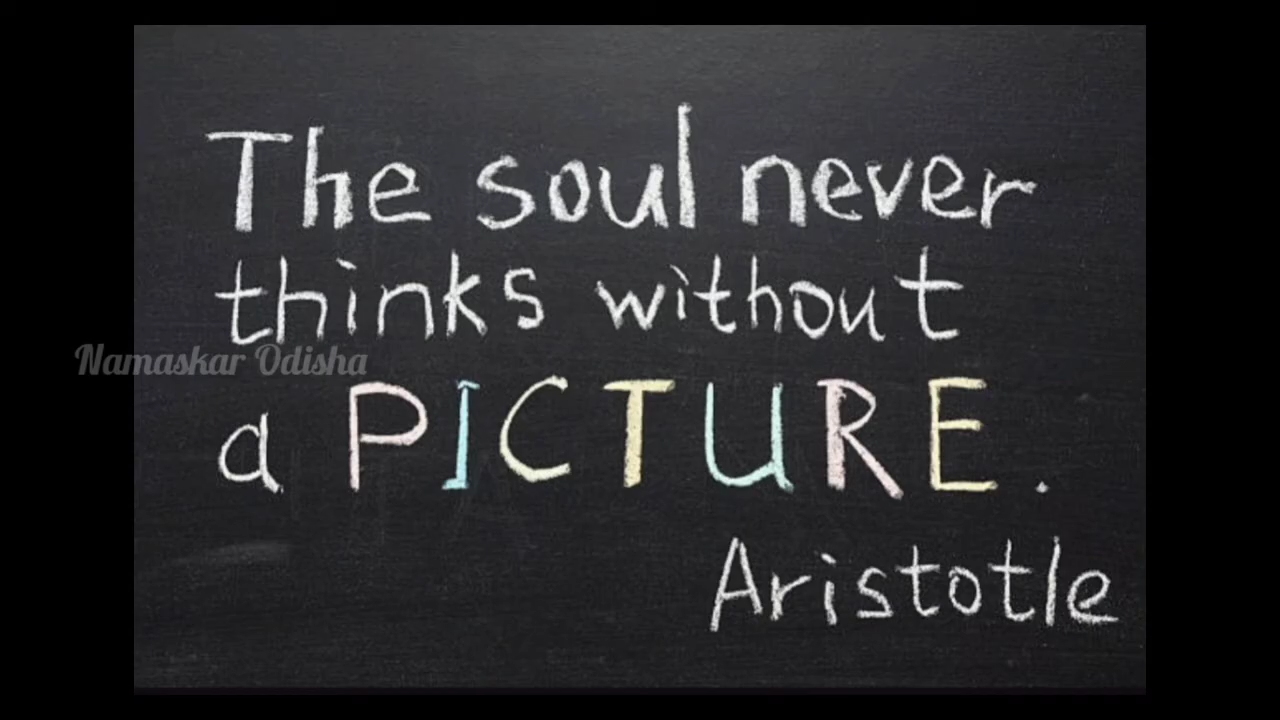 The soul never
thinks without
Namaskar Odisha
a PICTURE.
Aristotle